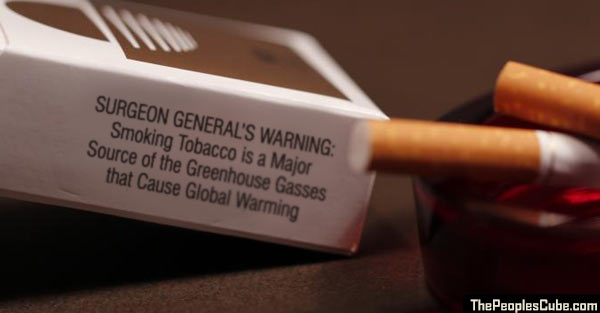 SURGEON GENERAL'S WARNING:
Smoking Tobacco is a Major
Source of the Greenhouse Gasses
that Cause Global Warming
ThePeoplesCube.com